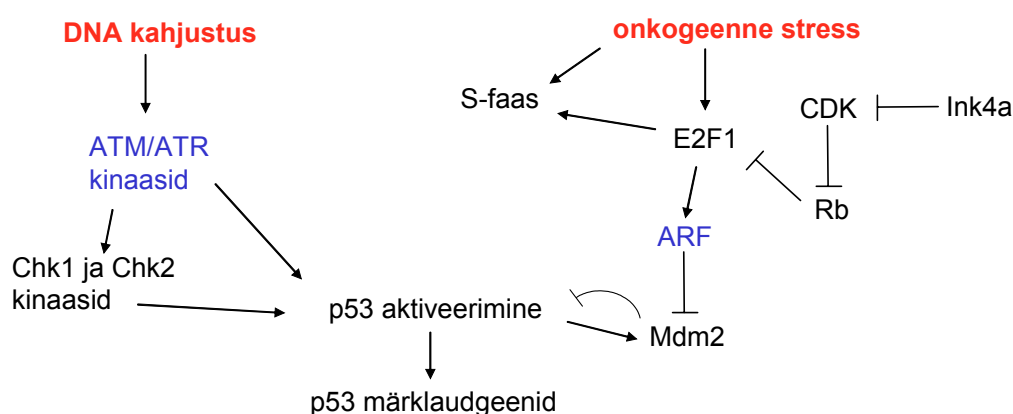 DNA kahjustus
onkogeenne stress
S-faas
CDK
Ink4a
E2F1
ATM/ATR
kinaasid
Rb
ARF
Chk1 ja Chk2
kinaasid
p53 aktiveerimine
Mdm2
p53 märklaudgeenid